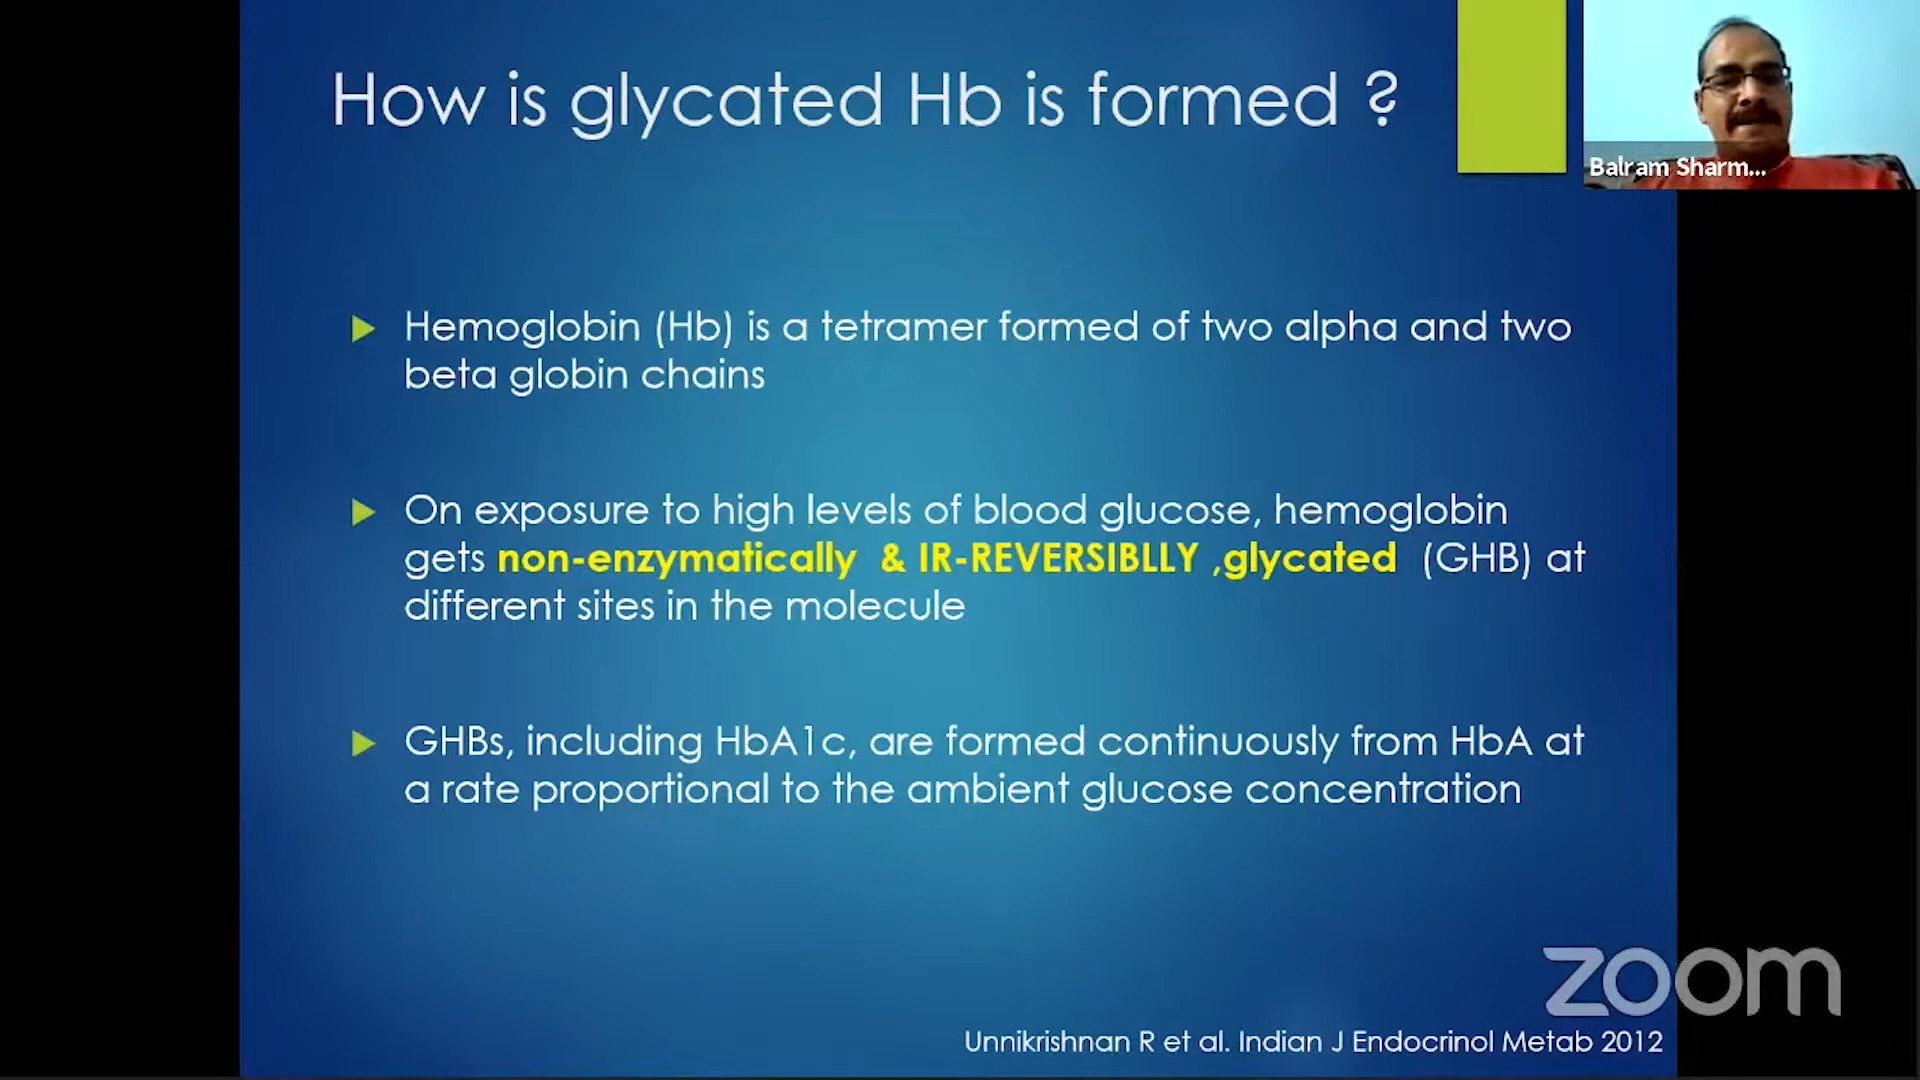 How is glycated Hb is formed ?
Balram Sharm...
Hemoglobin (Hb) is a tetramer formed of two alpha and two
beta globin chains
On exposure to high levels of blood glucose, hemoglobin
gets non-enzymatically & IR-REVERSIBLLY ,glycated (GHB) at
different sites in the molecule
GHBs, including HbA1c, are formed continuously from HbA at
a rate proportional to the ambient glucose concentration
zoom
Unnikrishnan R et al. Indian J Endocrinol Metab 2012